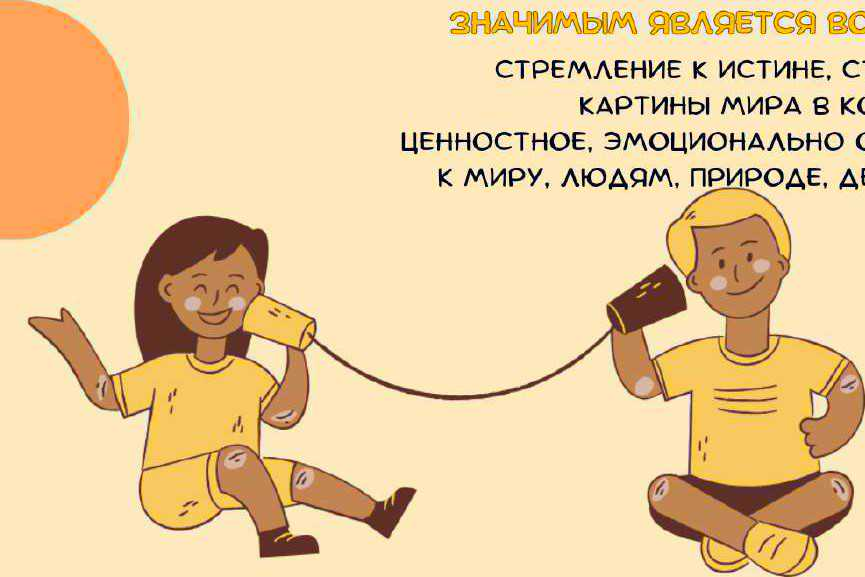 ЗНАЧИМЫМ ЯВЛЯЕТСЯ
СТРЕМЛЕНИЕ К ИСТИНЕ,
КАРТИНЫ МИРА В
ЦЕННОСТНОЕ, ЭМОЦИОНАЛЬНО
К МИРУ, ЛЮДЯМ, ПРИРОДЕ,